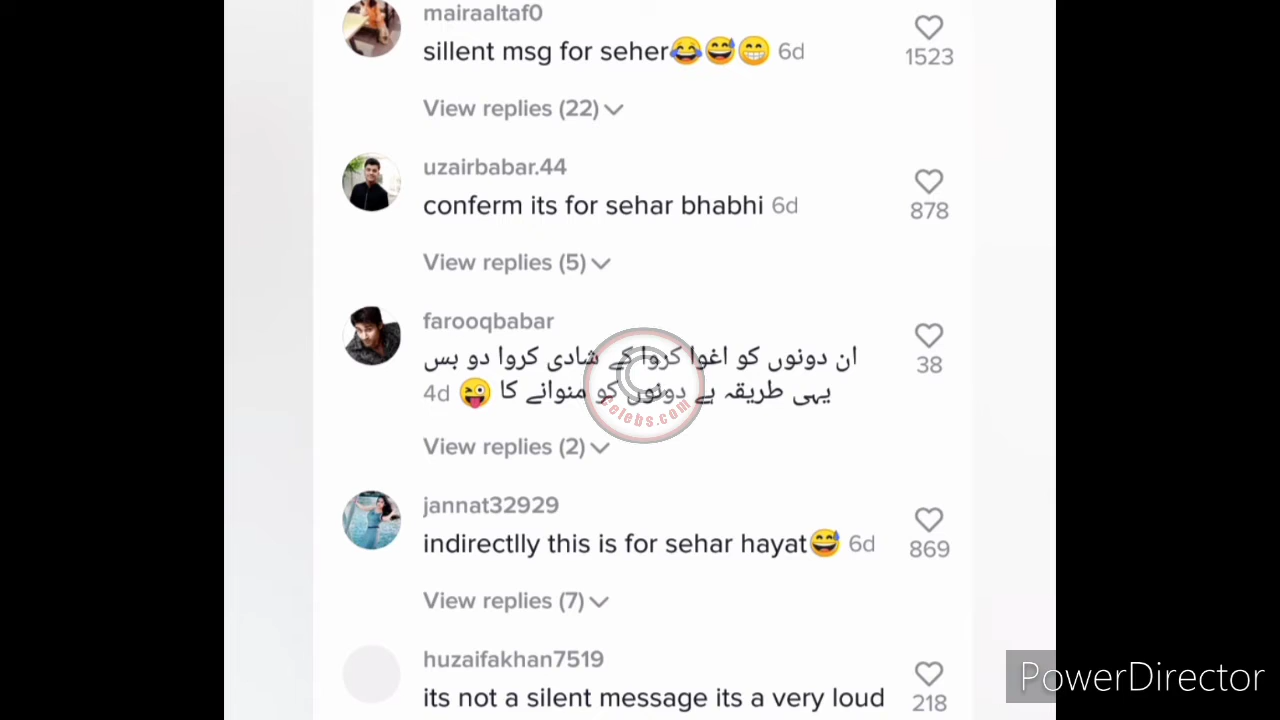 mairaaltaf0
sillent msg for seher😂😅😁 6d
1523
View replies (22)
uzairbabar.44
conferm its for sehar bhabhi 6d
878
View replies (5)
farooqbabar
ان دونوں کو اغوا کروا کے شادی کروا دو بس
یہی طریقہ ہے دونوں کو منوانے کا 😜 4d
38
Celebs.com
View replies (2)
jannat32929
indirectlly this is for sehar hayat😅 6d
869
View replies (7)
huzaifakhan7519
its not a silent message its a very loud
218
PowerDirector